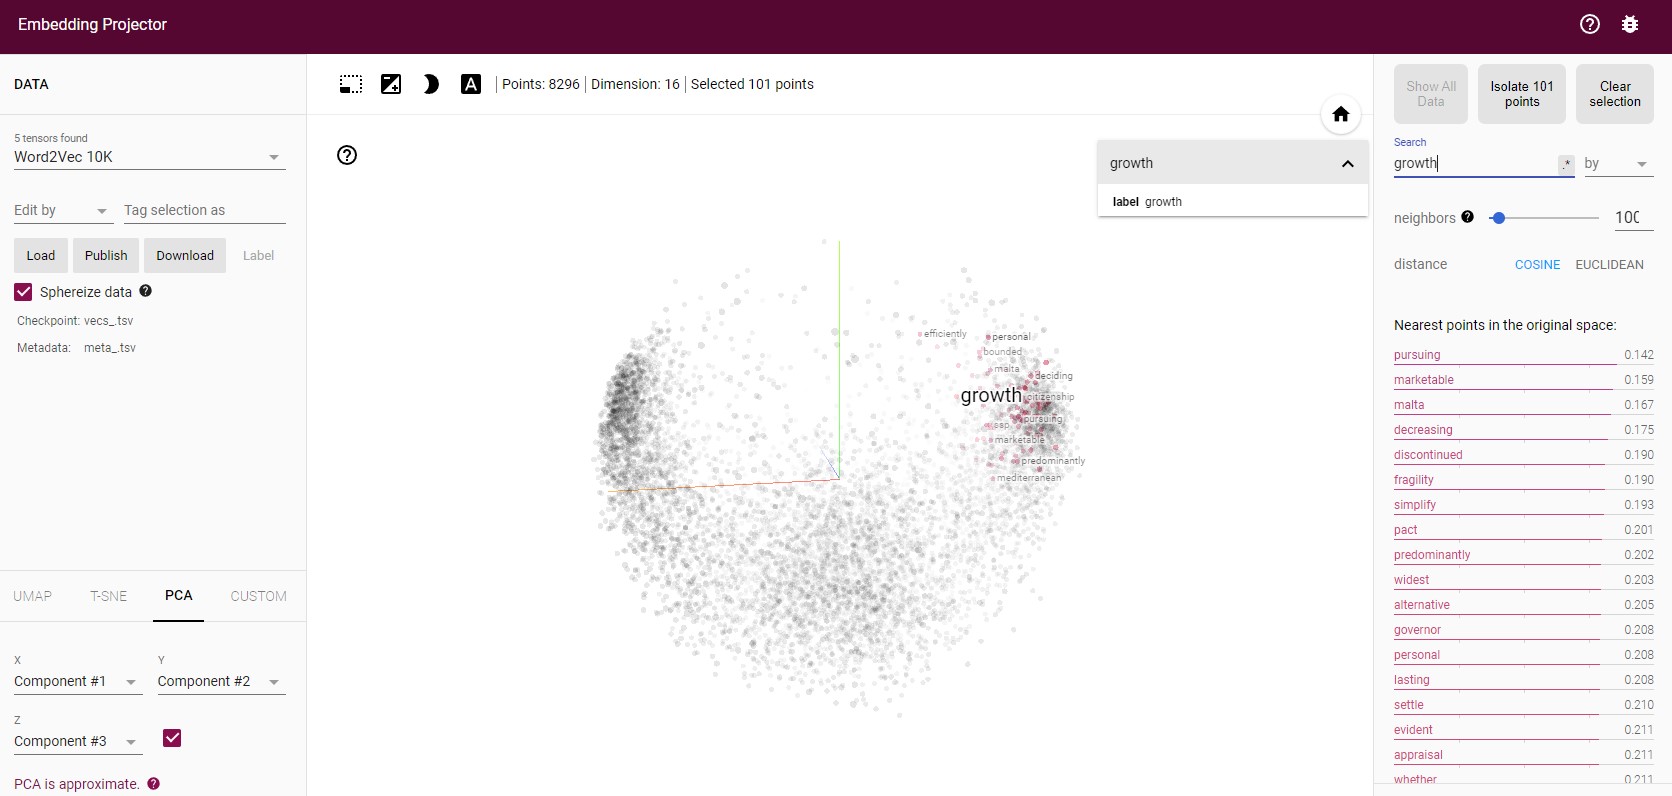 Embedding Projector
DATA
5 tensors found
Word2Vec 10K
Edit by
Tag selection as
Load
Publish
Download
Label
Sphereize data
Checkpoint: vecs_.tsv
Metadata: meta_.tsv
UMAP
T-SNE
PCA
CUSTOM
X
Component #1
Y
Component #2
Z
Component #3
PCA is approximate.
A
Points: 8296
Dimension: 16
Selected 101 points
growth
label growth
efficiently
personal
bounded
malta
deciding
growth
citizenship
pursuing
ssp
marketable
predominantly
mediterranean
Show All Data
Isolate 101 points
Clear selection
Search
growth
.*
by
neighbors
100
distance
COSINE
EUCLIDEAN
Nearest points in the original space:
pursuing 0.142
marketable 0.159
malta 0.167
decreasing 0.175
discontinued 0.190
fragility 0.190
simplify 0.193
pact 0.201
predominantly 0.202
widest 0.203
alternative 0.205
governor 0.208
personal 0.208
lasting 0.208
settle 0.210
evident 0.211
appraisal 0.211
whether 0.211